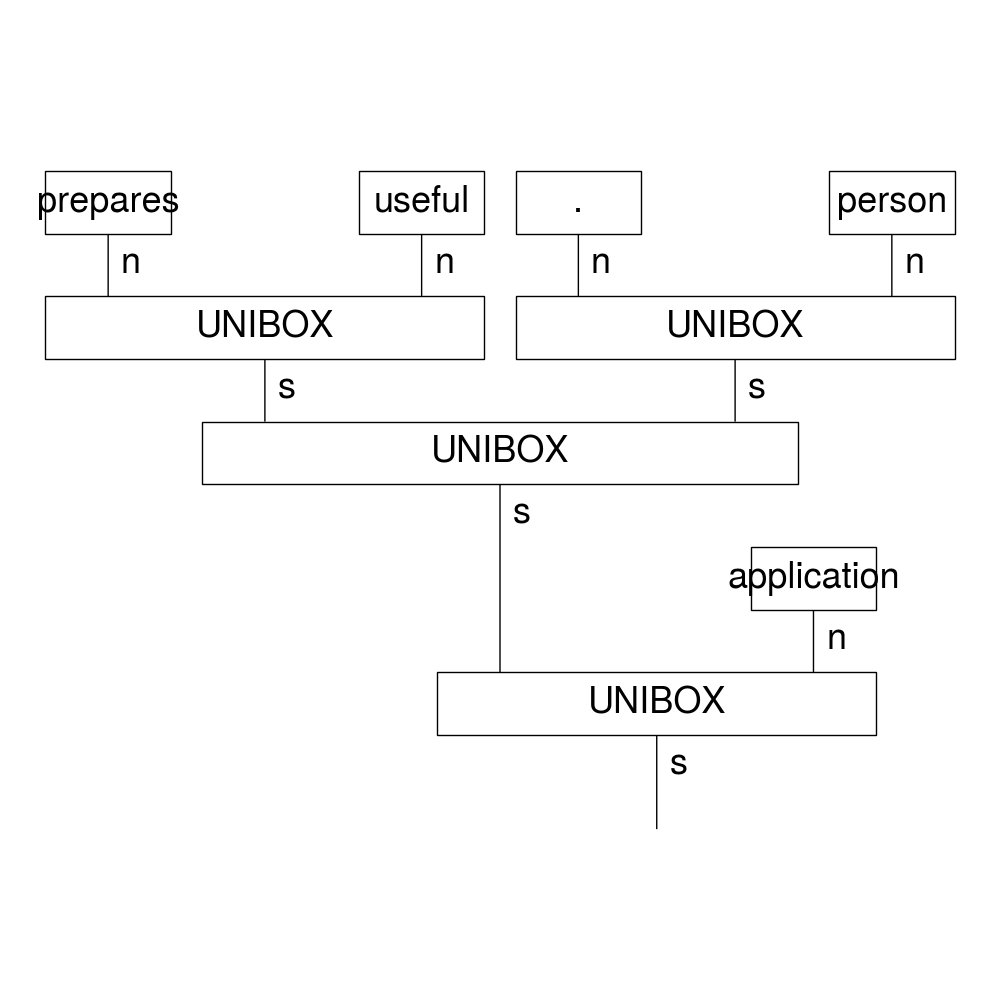 prepares useful . person
n n n n
UNIBOX UNIBOX
s s
UNIBOX
s
application
n
UNIBOX
s